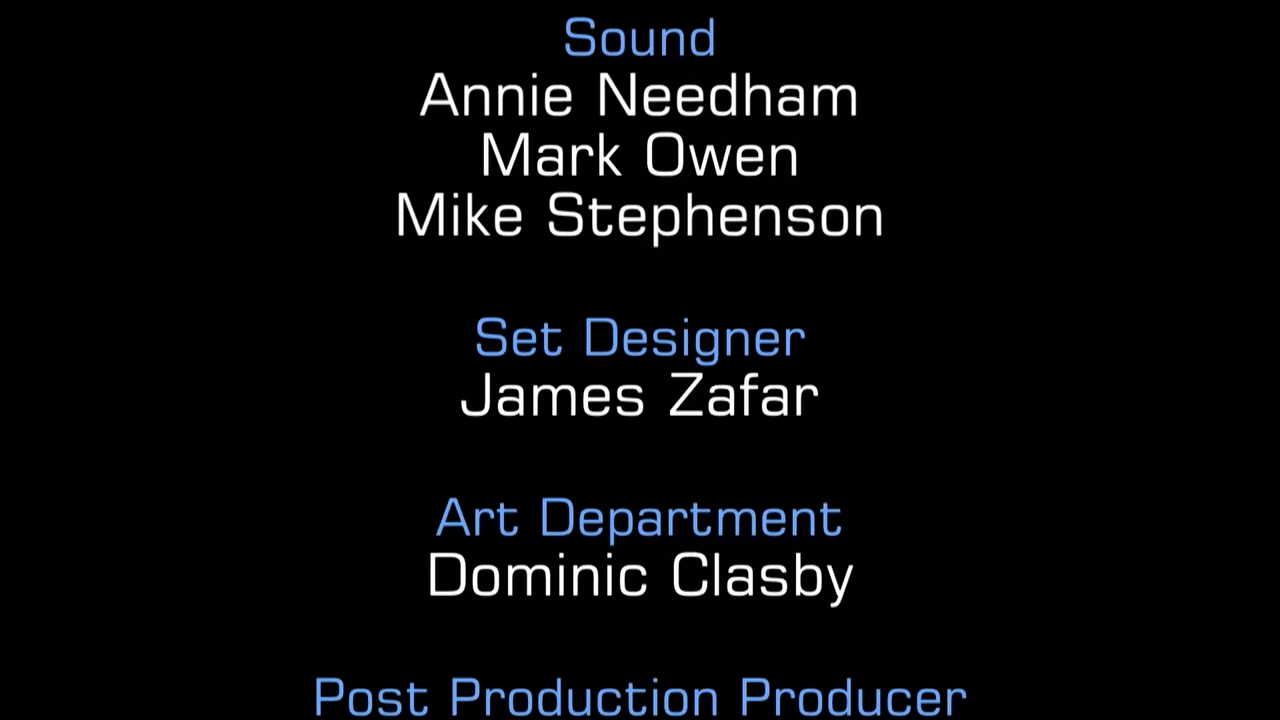 Sound
Annie Needham
Mark Owen
Mike Stephenson
Set Designer
James Zafar
Art Department
Dominic Clasby
Post Production Producer